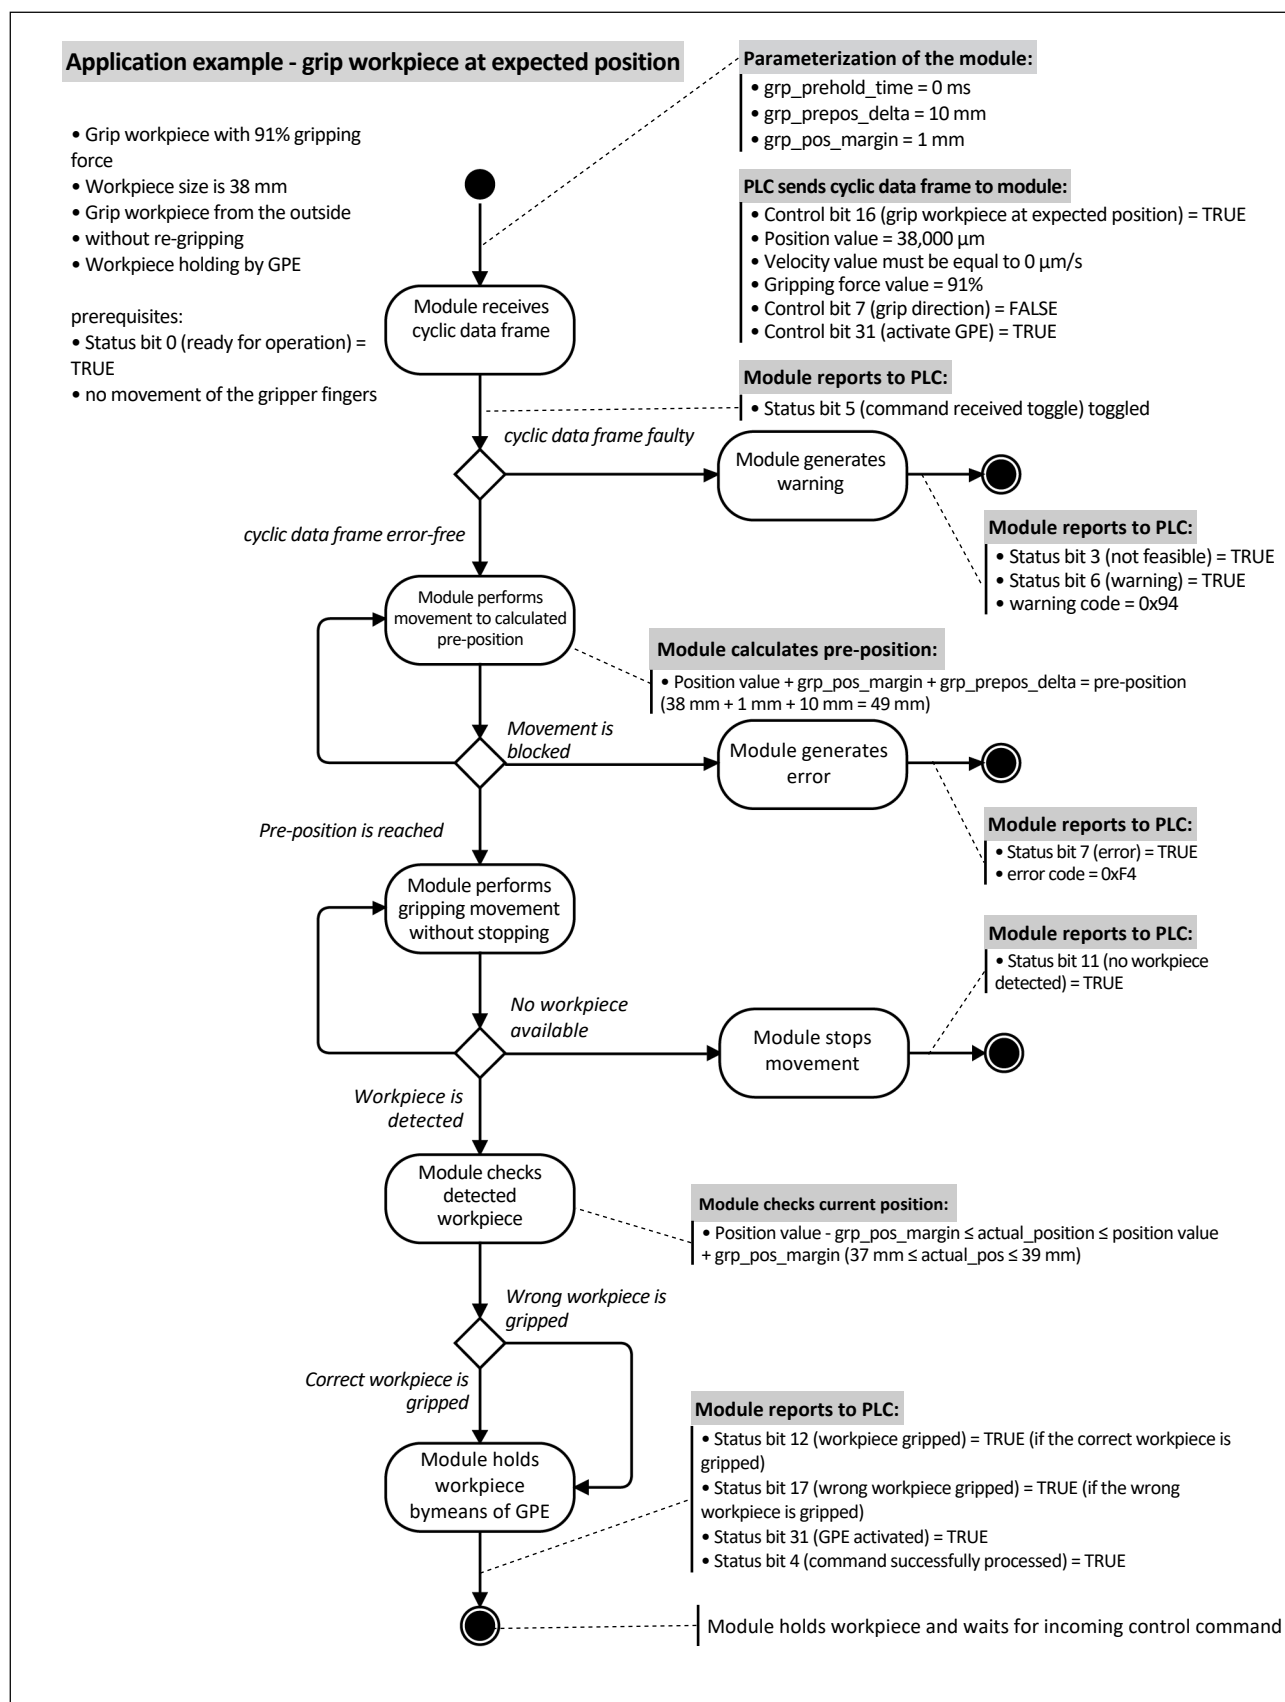 Application example - grip workpiece at expected position
• Grip workpiece with 91% gripping
force
• Workpiece size is 38 mm
• Grip workpiece from the outside
• without re-gripping
• Workpiece holding by GPE
prerequisites:
• Status bit 0 (ready for operation) =
TRUE
• no movement of the gripper fingers
Parameterization of the module:
• grp_prehold_time = 0 ms
• grp_prepos_delta = 10 mm
• grp_pos_margin = 1 mm
PLC sends cyclic data frame to module:
• Control bit 16 (grip workpiece at expected position) = TRUE
• Position value = 38,000 µm
• Velocity value must be equal to 0 µm/s
• Gripping force value = 91%
• Control bit 7 (grip direction) = FALSE
• Control bit 31 (activate GPE) = TRUE
Module receives
cyclic data frame
Module reports to PLC:
• Status bit 5 (command received toggle) toggled
cyclic data frame faulty
Module generates
warning
cyclic data frame error-free
Module reports to PLC:
• Status bit 3 (not feasible) = TRUE
• Status bit 6 (warning) = TRUE
• warning code = 0x94
Module performs
movement to calculated
pre-position
Module calculates pre-position:
• Position value + grp_pos_margin + grp_prepos_delta = pre-position
(38 mm + 1 mm + 10 mm = 49 mm)
Movement is
blocked
Module generates
error
Pre-position is reached
Module reports to PLC:
• Status bit 7 (error) = TRUE
• error code = 0xF4
Module performs
gripping movement
without stopping
Module reports to PLC:
• Status bit 11 (no workpiece
detected) = TRUE
No workpiece
available
Module stops
movement
Workpiece is
detected
Module checks
detected
workpiece
Module checks current position:
• Position value - grp_pos_margin ≤ actual_position ≤ position value
+ grp_pos_margin (37 mm ≤ actual_pos ≤ 39 mm)
Wrong workpiece is
gripped
Correct workpiece is
gripped
Module reports to PLC:
• Status bit 12 (workpiece gripped) = TRUE (if the correct workpiece is
gripped)
• Status bit 17 (wrong workpiece gripped) = TRUE (if the wrong
workpiece is gripped)
• Status bit 31 (GPE activated) = TRUE
• Status bit 4 (command successfully processed) = TRUE
Module holds
workpiece
bymeans of GPE
Module holds workpiece and waits for incoming control command